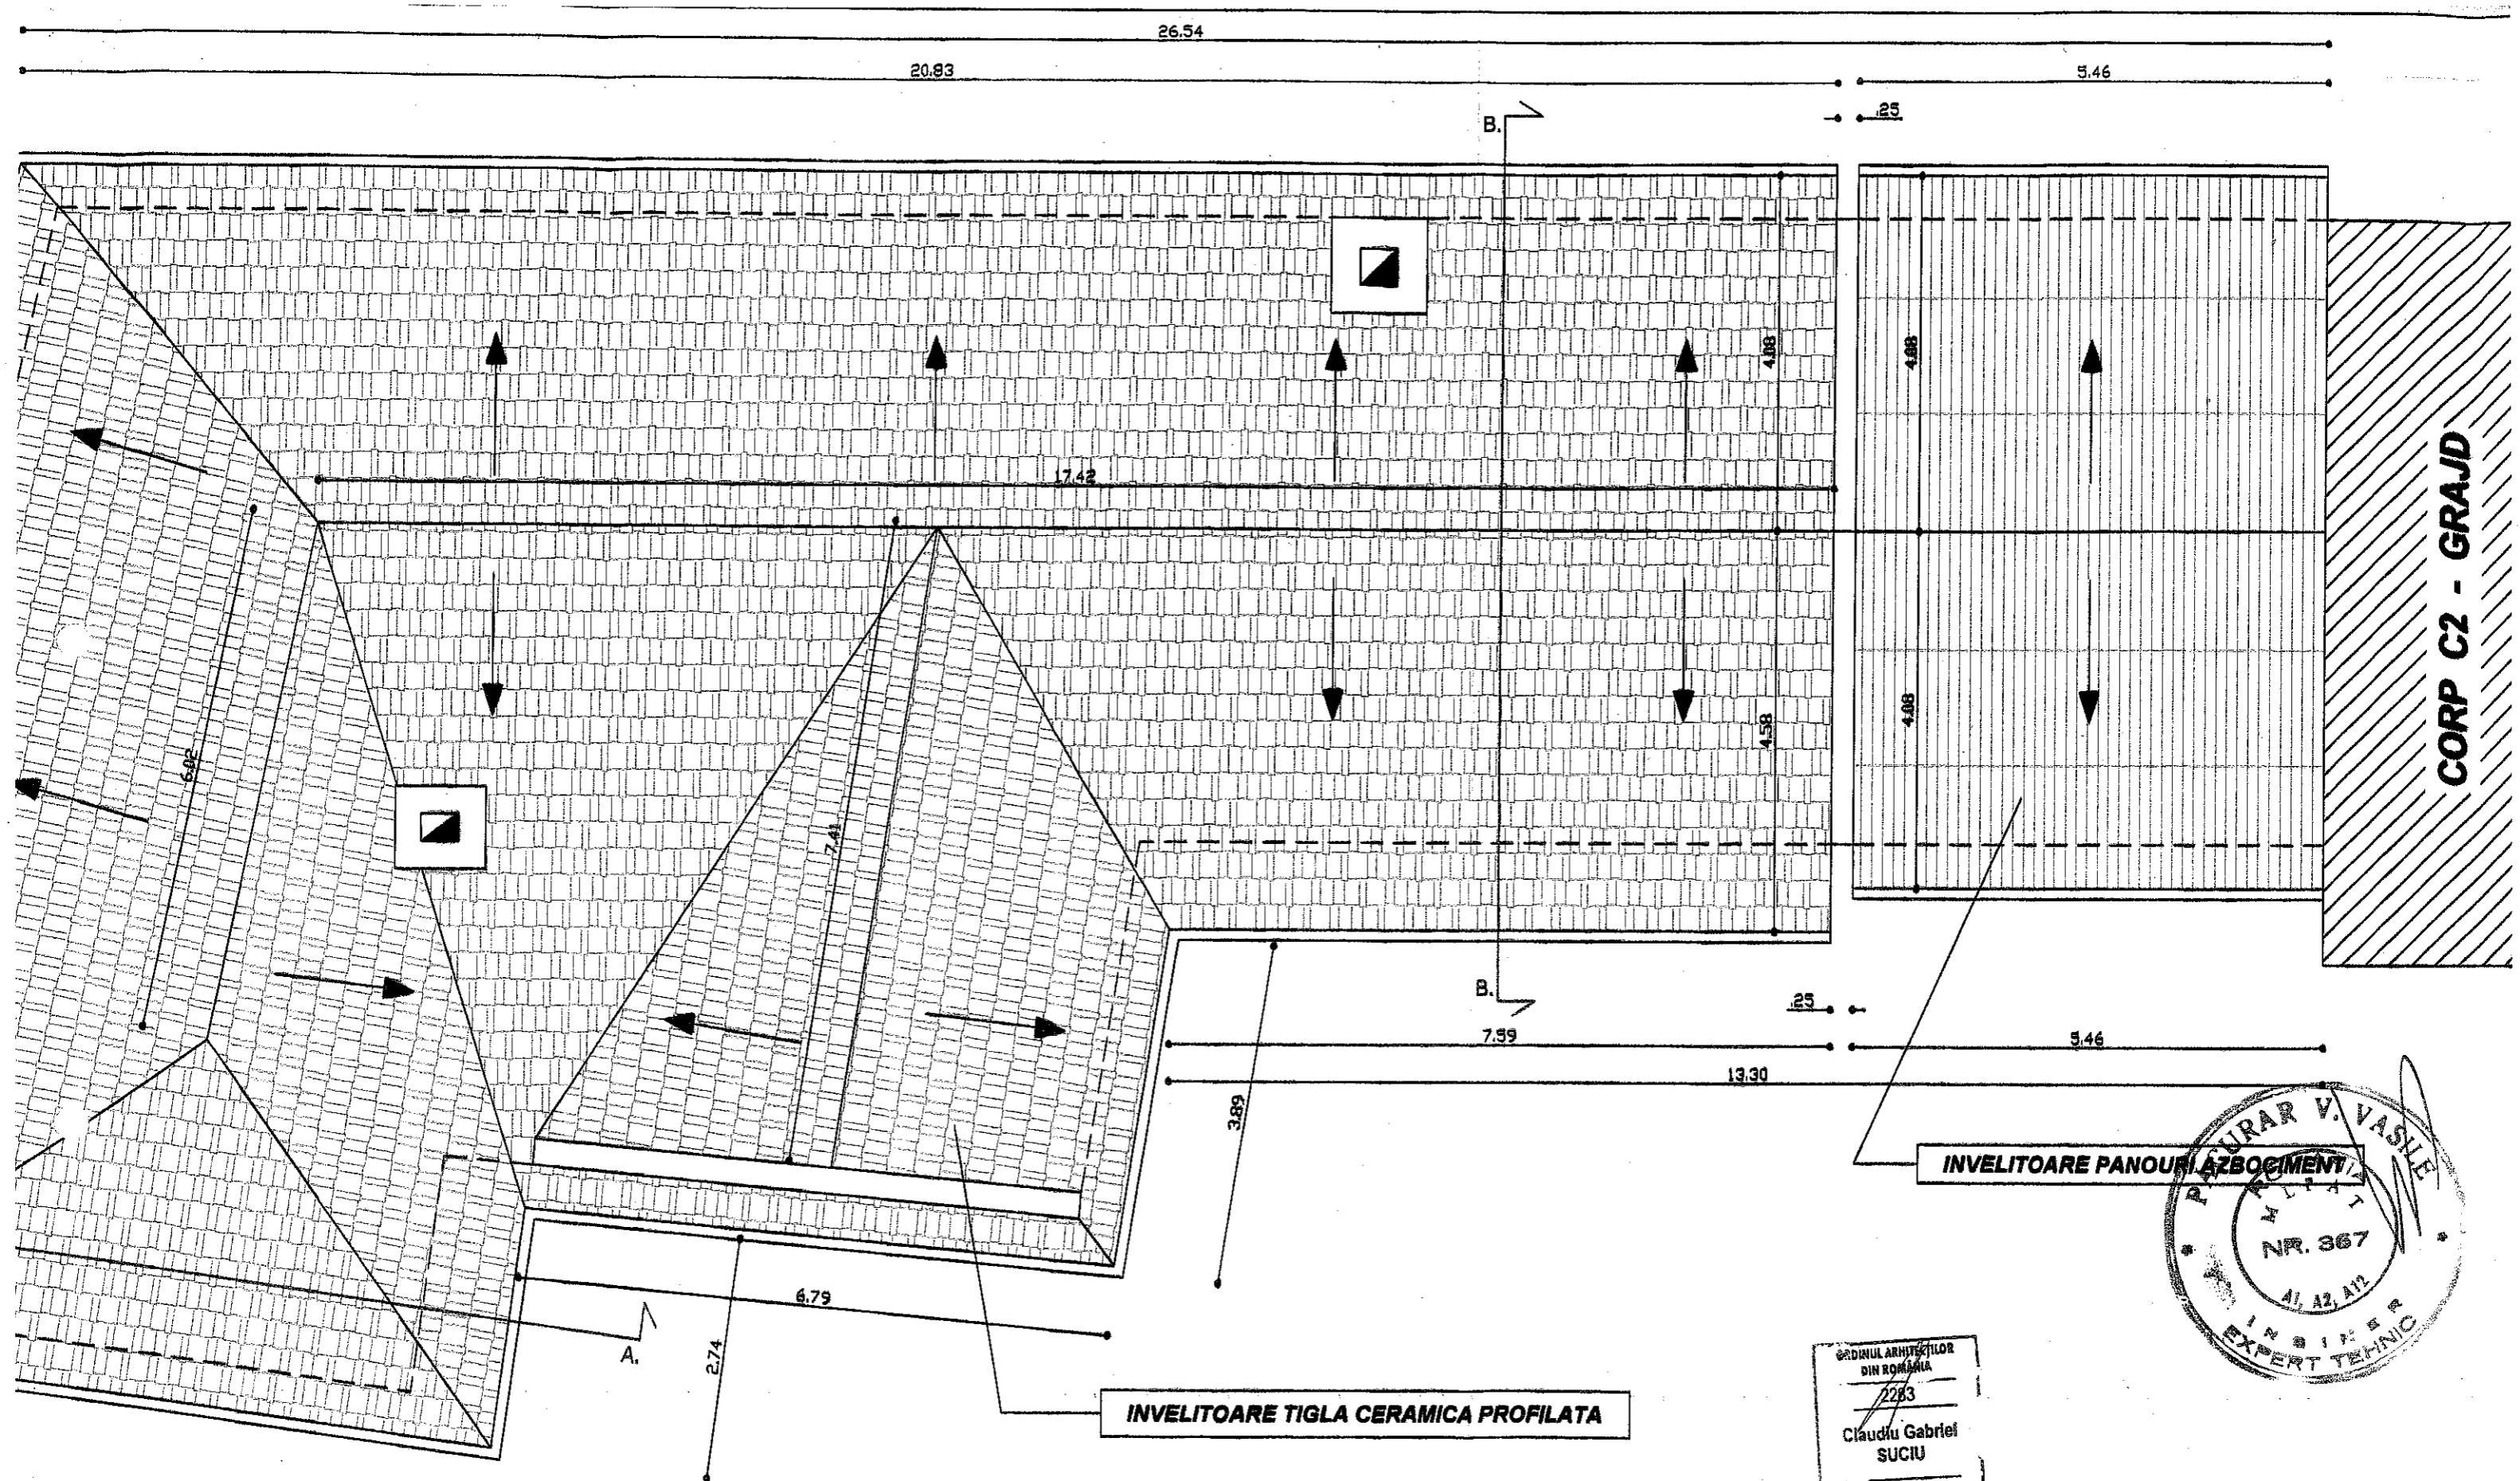 26.54
20.83
5.46
.25
B.
4.08
4.08
17.42
CORP C2 - GRAJD
4.58
4.08
6.02
7.41
B.
.25
7.59
5.46
13.30
3.89
INVELITOARE PANOURI AZBOCIMENT
PACURAR V. VASILE
NR. 367
A1, A2, A12
EXPERT TEHNIC
6.79
A.
2.74
INVELITOARE TIGLA CERAMICA PROFILATA
ORDINUL ARHITECȚILOR
DIN ROMÂNIA
2283
Claudiu Gabriel
SUCIU